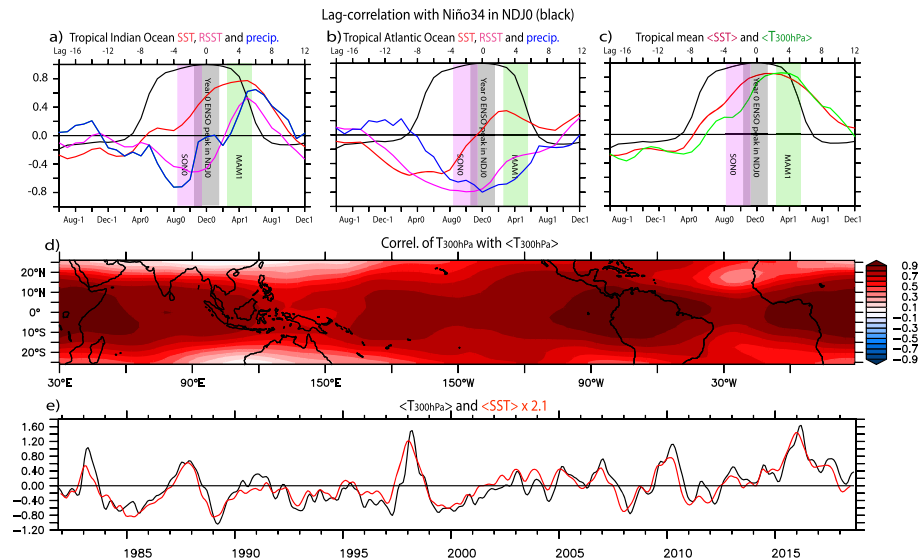 Lag-correlation with Niño34 in NDJ0 (black)
a) Tropical Indian Ocean SST, RSST and precip.
Lag -16 -12 -8 -4 0 4 8 12
0.8
0.4
0.0
-0.4
-0.8
SON0
Year 0 ENSO peak in NDJ0
MAM1
Aug-1 Dec-1 Apr0 Aug0 Dec0 Apr1 Aug1 Dec1
b) Tropical Atlantic Ocean SST, RSST and precip.
Lag -16 -12 -8 -4 0 4 8 12
SON0
Year 0 ENSO peak in NDJ0
MAM1
Aug-1 Dec-1 Apr0 Aug0 Dec0 Apr1 Aug1 Dec1
c) Tropical mean <SST> and <T300hPa>
Lag -16 -12 -8 -4 0 4 8 12
SON0
Year 0 ENSO peak in NDJ0
MAM1
Aug-1 Dec-1 Apr0 Aug0 Dec0 Apr1 Aug1 Dec1
d) Correl. of T300hPa with <T300hPa>
20°N
10°N
0°
10°S
20°S
30°E 90°E 150°E 150°W 90°W 30°W
0.9
0.7
0.5
0.3
0.1
-0.1
-0.3
-0.5
-0.7
-0.9
e) <T300hPa> and <SST> x 2.1
1.60
1.20
0.80
0.40
0.00
-0.40
-0.80
-1.20
1985 1990 1995 2000 2005 2010 2015